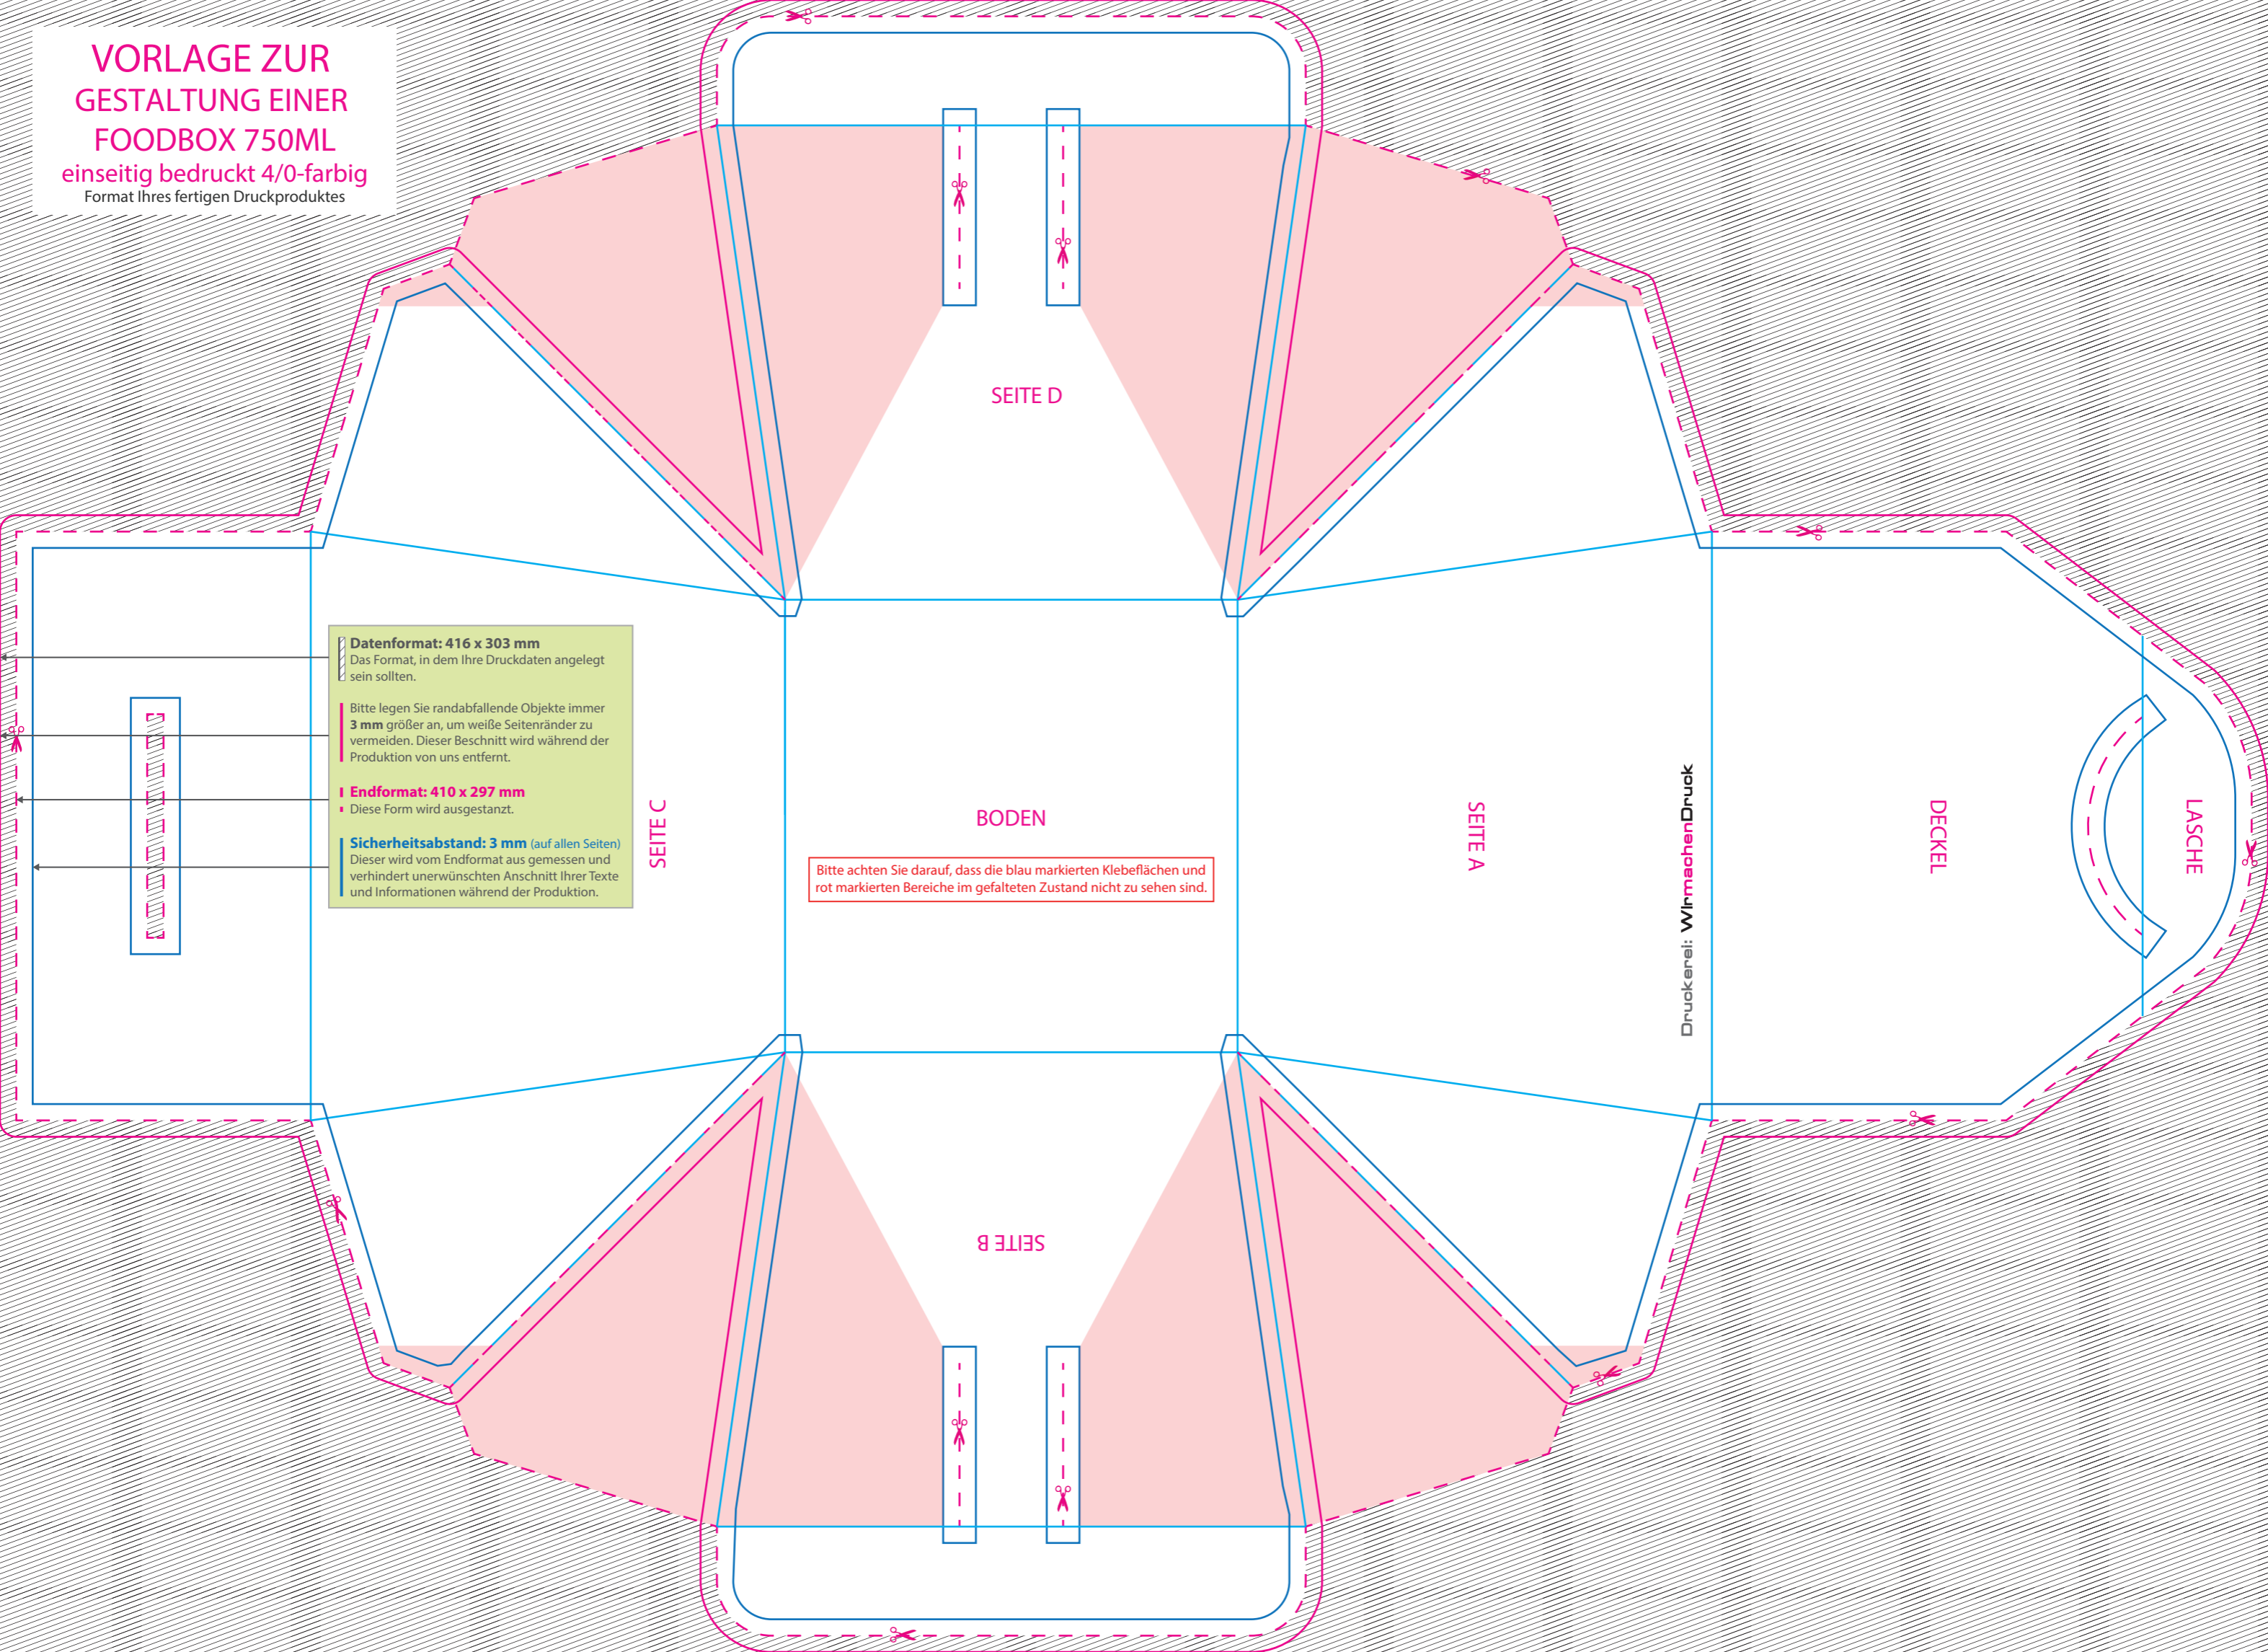 VORLAGE ZUR
GESTALTUNG EINER
FOODBOX 750ML
einseitig bedruckt 4/0-farbig
Format Ihres fertigen Druckproduktes
SEITE D
Datenformat: 416 x 303 mm
Das Format, in dem Ihre Druckdaten angelegt
sein sollten.
Bitte legen Sie randabfallende Objekte immer
3 mm größer an, um weiße Seitenränder zu
vermeiden. Dieser Beschnitt wird während der
Produktion von uns entfernt.
Endformat: 410 x 297 mm
Diese Form wird ausgestanzt.
Sicherheitsabstand: 3 mm (auf allen Seiten)
Dieser wird vom Endformat aus gemessen und
verhindert unerwünschten Anschnitt Ihrer Texte
und Informationen während der Produktion.
SEITE C
BODEN
Bitte achten Sie darauf, dass die blau markierten Klebeflächen und
rot markierten Bereiche im gefalteten Zustand nicht zu sehen sind.
SEITE A
Druckerei: WIrmachenDruck
DECKEL
LASCHE
SEITE B